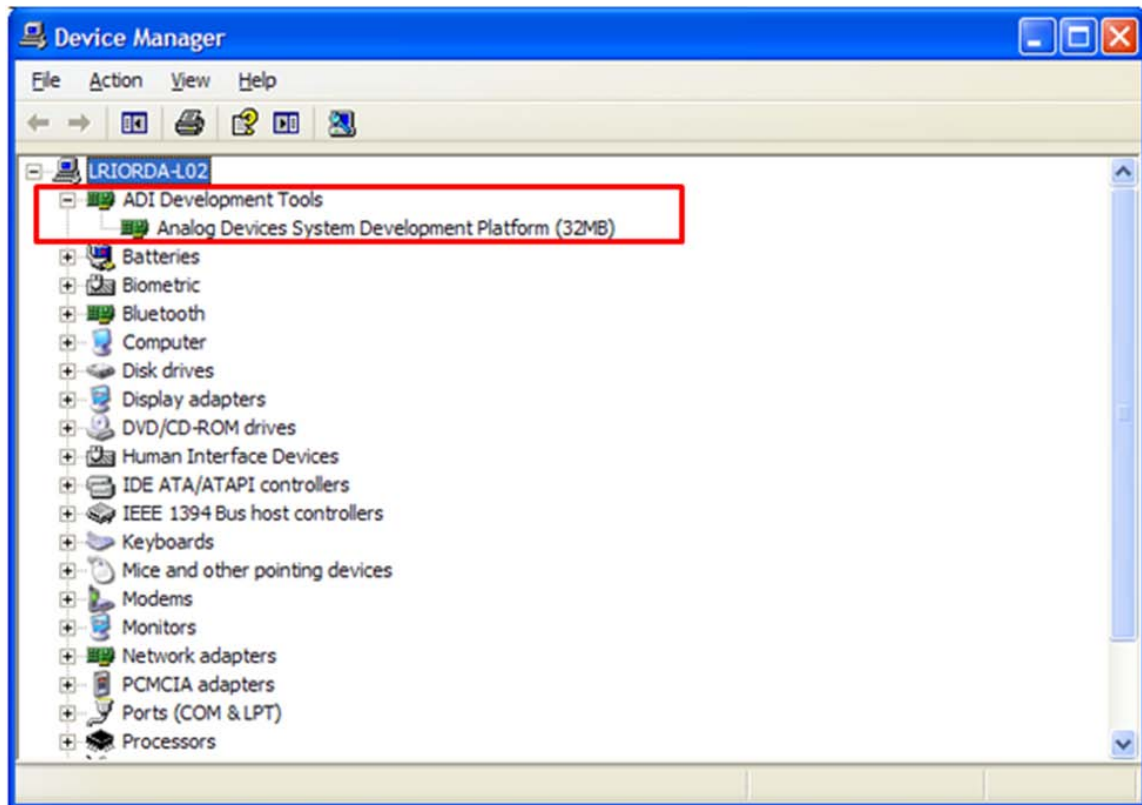 Device Manager
File Action View Help
LRIORDA-L02
ADI Development Tools
Analog Devices System Development Platform (32MB)
Batteries
Biometric
Bluetooth
Computer
Disk drives
Display adapters
DVD/CD-ROM drives
Human Interface Devices
IDE ATA/ATAPI controllers
IEEE 1394 Bus host controllers
Keyboards
Mice and other pointing devices
Modems
Monitors
Network adapters
PCMCIA adapters
Ports (COM & LPT)
Processors